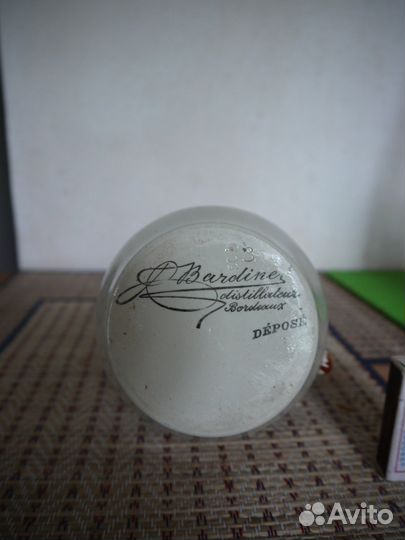 J Bardinet
distillateur
Bordeaux
DÉPOSÉ
Avito